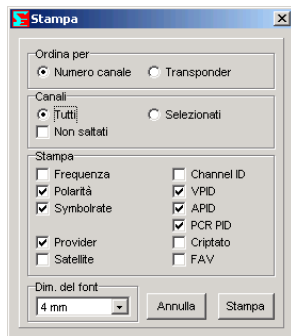 Stampa
Ordina per
Numero canale Transponder
Canali
Tutti Selezionati
Non saltati
Stampa
Frequenza Channel ID
Polarità VPID
Symbolrate APID
PCR PID
Provider Criptato
Satellite FAV
Dim. del font
4 mm Annulla Stampa